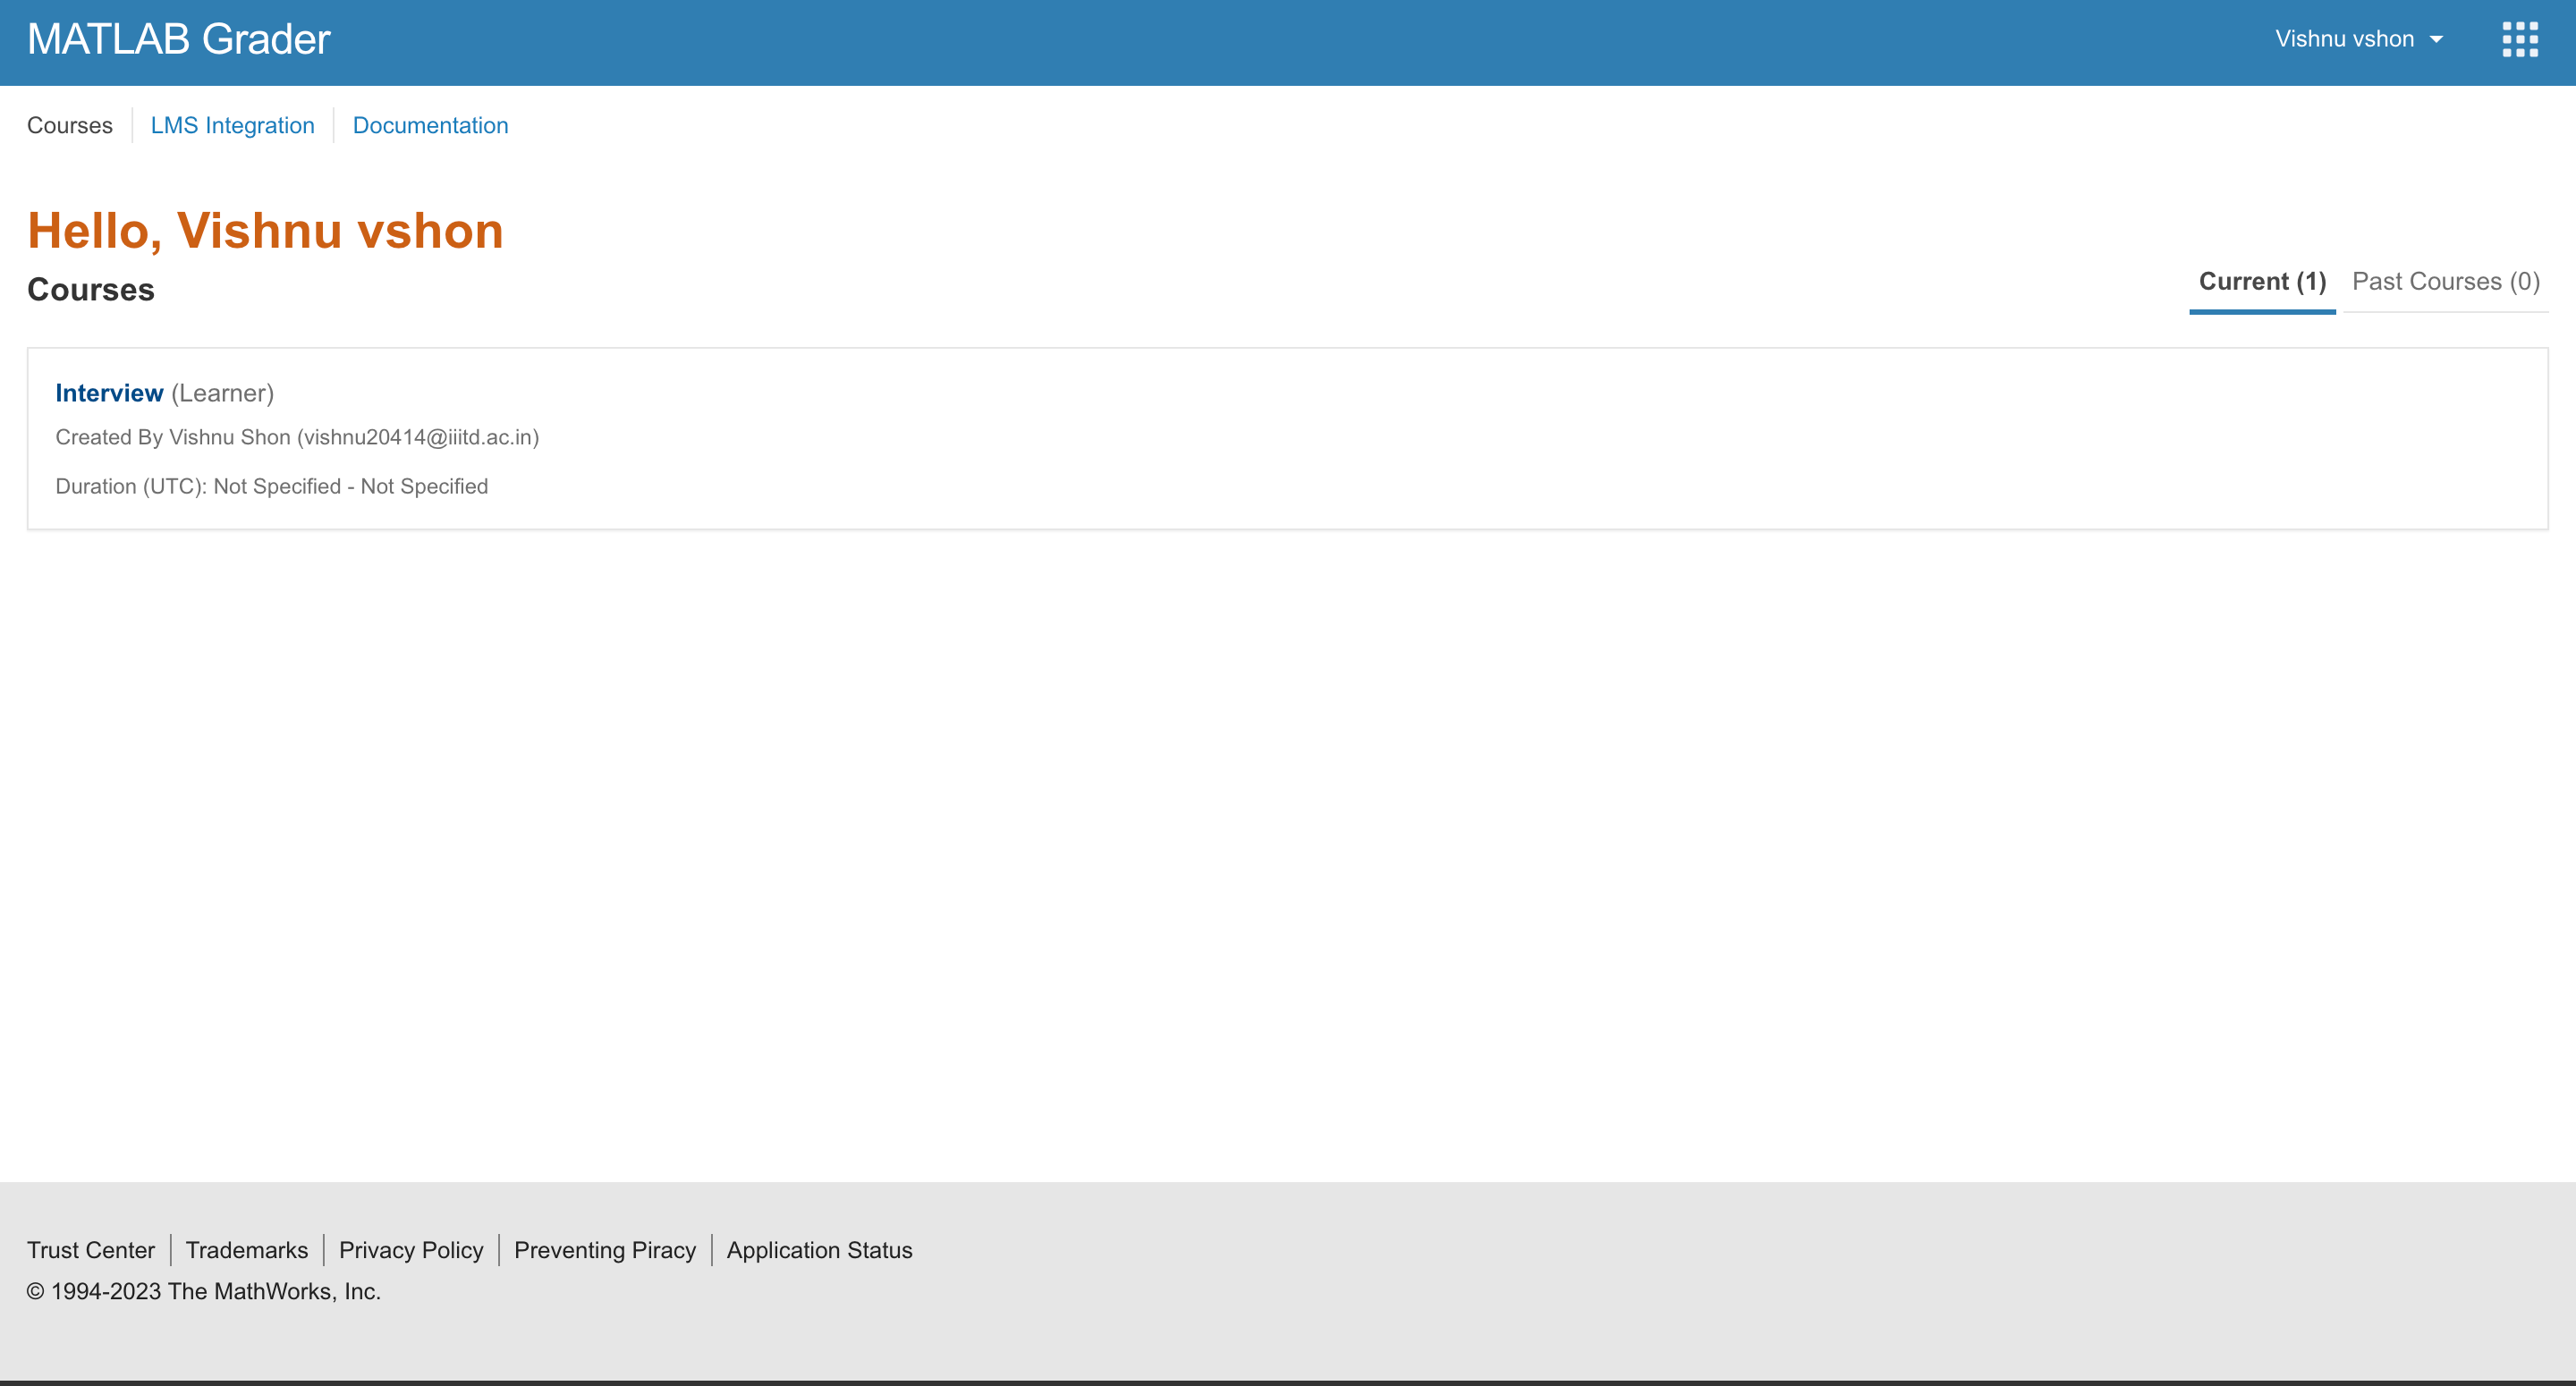 MATLAB Grader
Vishnu vshon
Courses
LMS Integration
Documentation
Hello, Vishnu vshon
Courses
Current (1)
Past Courses (0)
Interview (Learner)
Created By Vishnu Shon (vishnu20414@iiitd.ac.in)
Duration (UTC): Not Specified - Not Specified
Trust Center
Trademarks
Privacy Policy
Preventing Piracy
Application Status
© 1994-2023 The MathWorks, Inc.